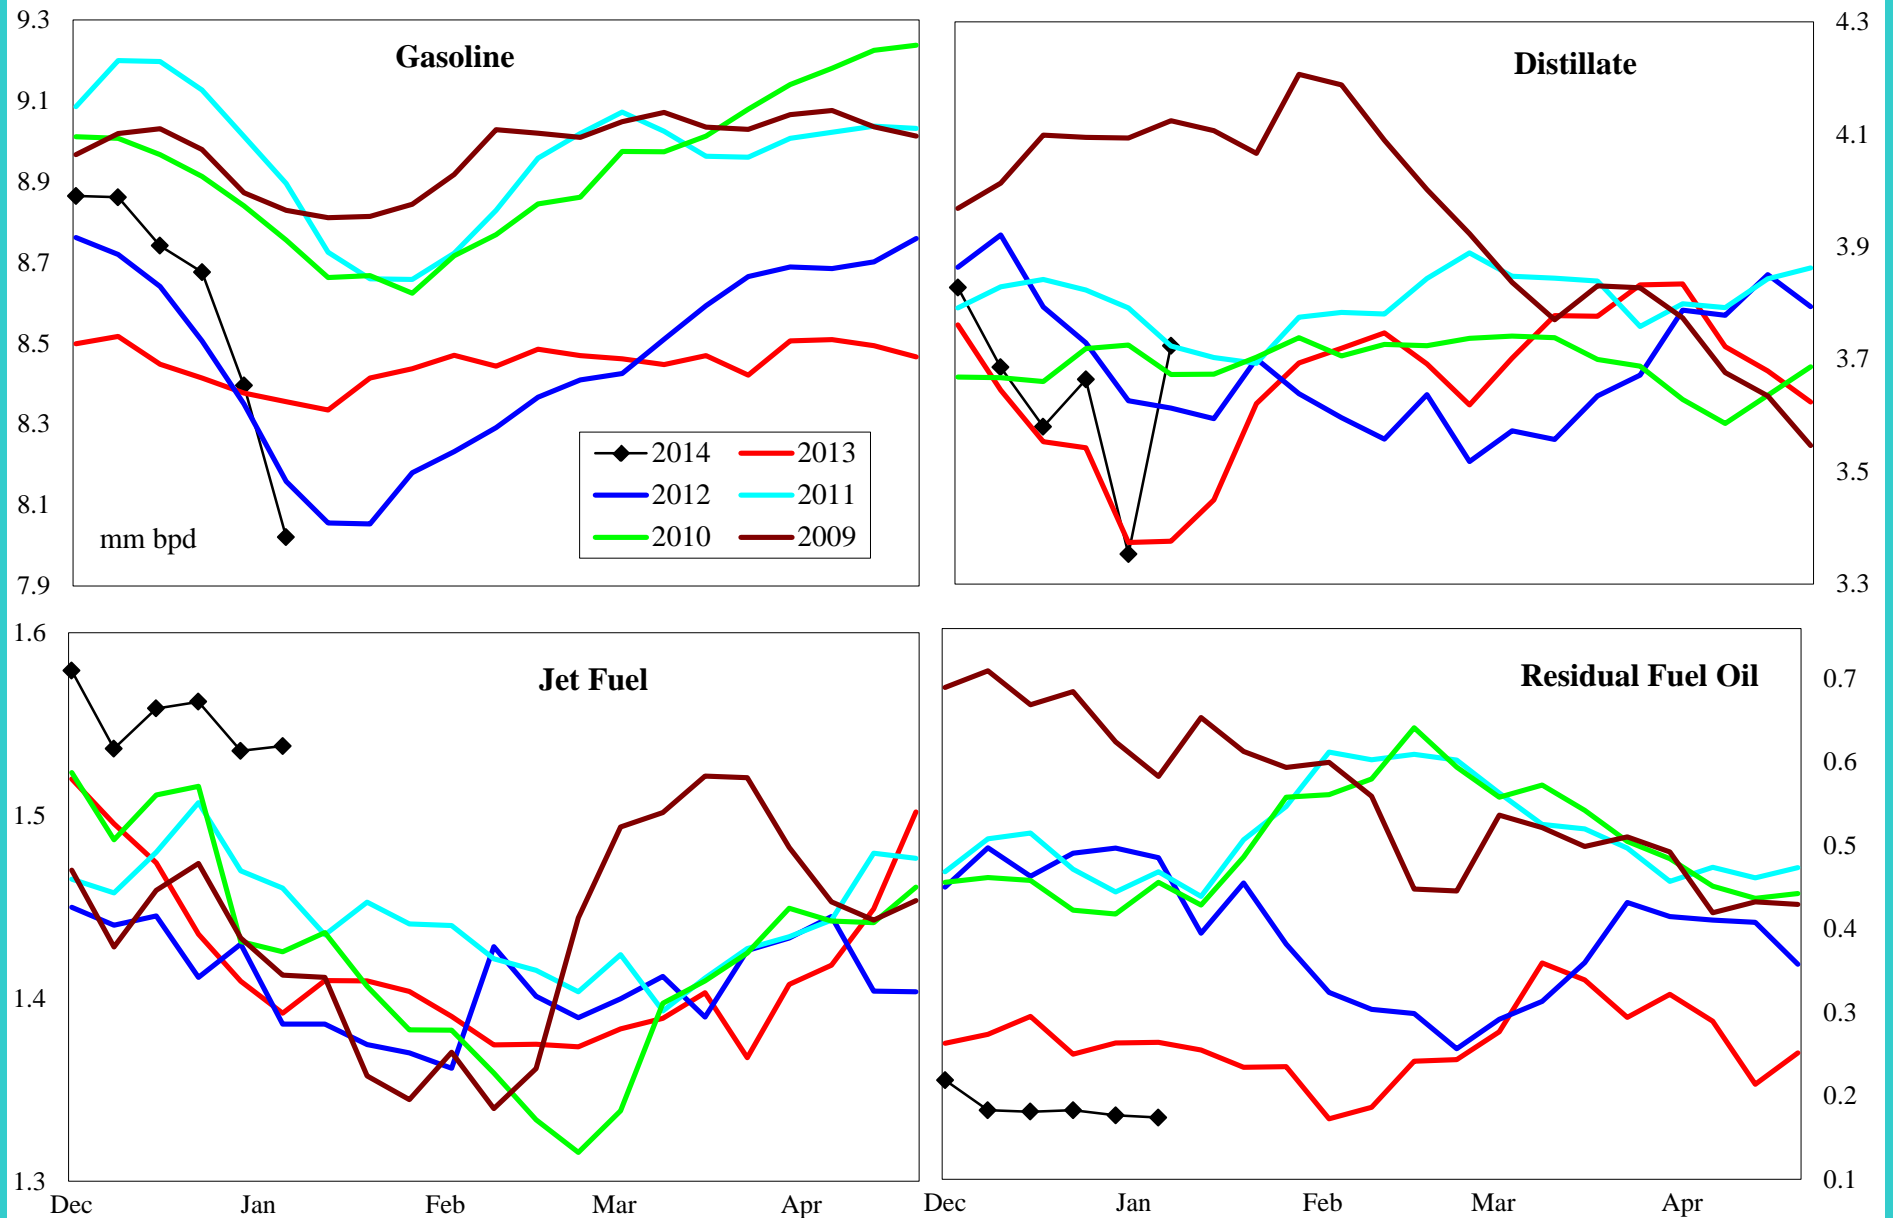 Gasoline
9.3
9.1
8.9
8.7
8.5
8.3
8.1
7.9
mm bpd
2014
2013
2012
2011
2010
2009
Distillate
4.3
4.1
3.9
3.7
3.5
3.3
Jet Fuel
1.6
1.5
1.4
1.3
Dec
Jan
Feb
Mar
Apr
Residual Fuel Oil
0.7
0.6
0.5
0.4
0.3
0.2
0.1
Dec
Jan
Feb
Mar
Apr